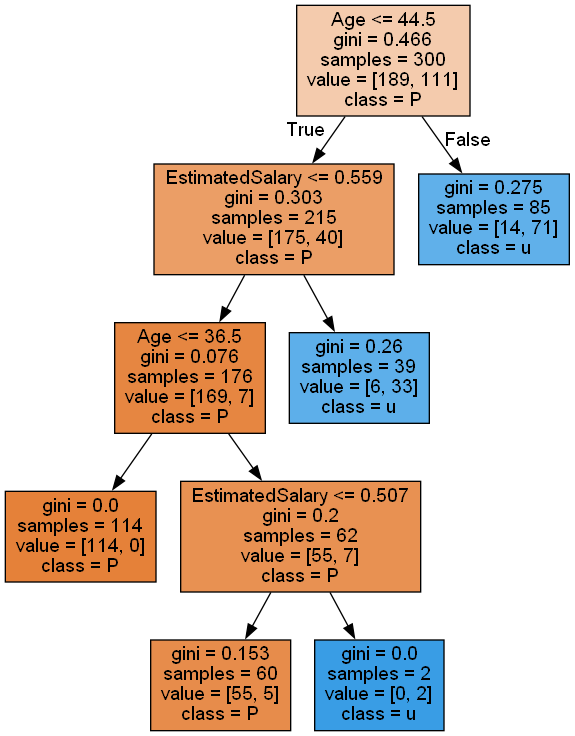 Age <= 44.5
gini = 0.466
samples = 300
value = [189, 111]
class = P
True
False
EstimatedSalary <= 0.559
gini = 0.303
samples = 215
value = [175, 40]
class = P
gini = 0.275
samples = 85
value = [14, 71]
class = u
Age <= 36.5
gini = 0.076
samples = 176
value = [169, 7]
class = P
gini = 0.26
samples = 39
value = [6, 33]
class = u
gini = 0.0
samples = 114
value = [114, 0]
class = P
EstimatedSalary <= 0.507
gini = 0.2
samples = 62
value = [55, 7]
class = P
gini = 0.153
samples = 60
value = [55, 5]
class = P
gini = 0.0
samples = 2
value = [0, 2]
class = u